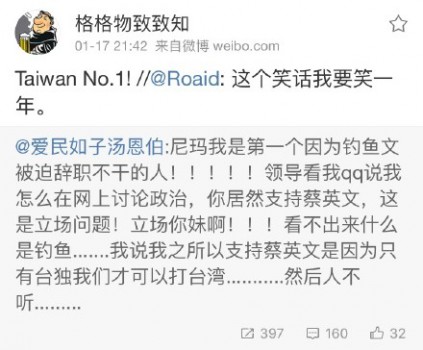 格格物致致知
01-17 21:42 来自微博 weibo.com
Taiwan No.1! //@Roaid: 这个笑话我要笑一
年。
@爱民如子汤恩伯:尼玛我是第一个因为钓鱼文
被迫辞职不干的人！！！！！领导看我qq说我
怎么在网上讨论政治，你居然支持蔡英文，这
是立场问题！立场你妹啊！！！看不出来什么
是钓鱼.......我说我之所以支持蔡英文是因为只
有台独我们才可以打台湾...........然后人不
听.........
397 160 32